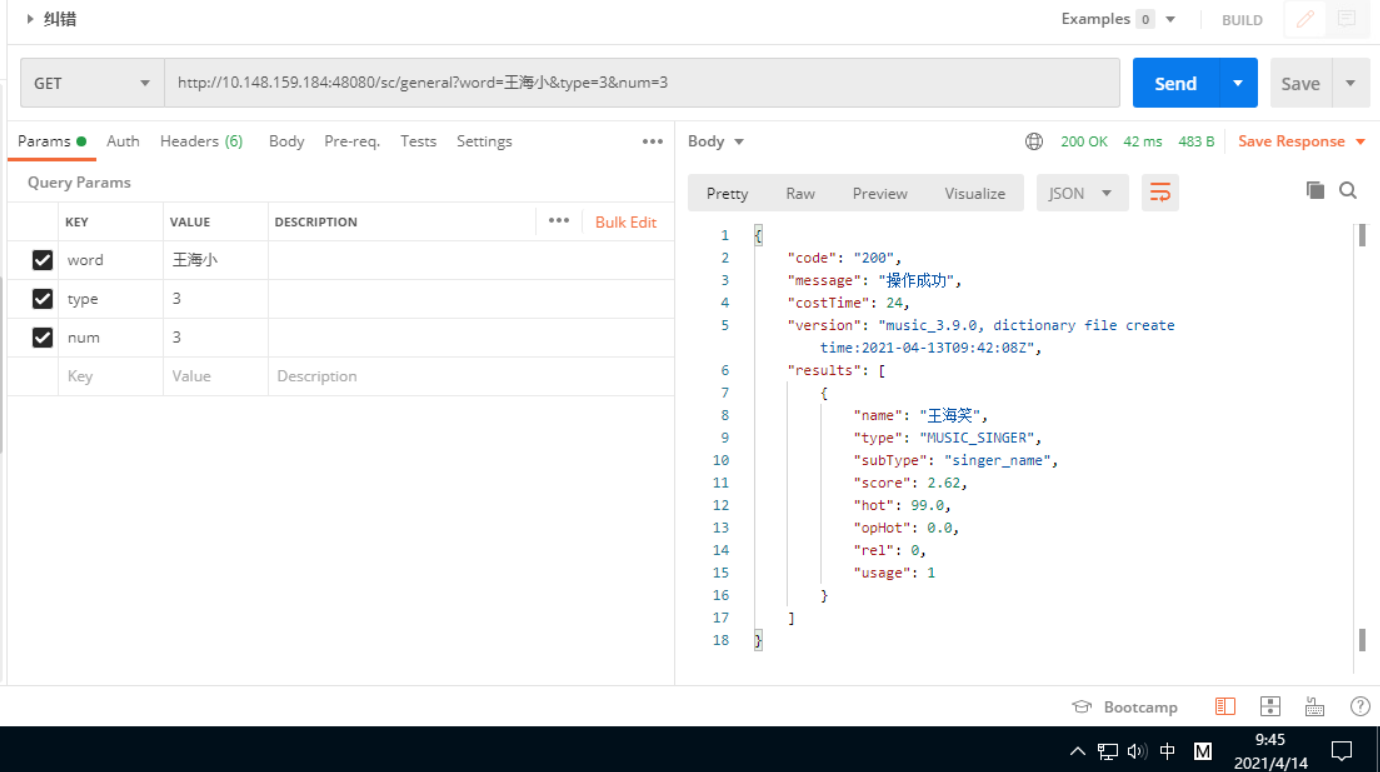 纠错
Examples 0
BUILD
GET
http://10.148.159.184:48080/sc/general?word=王海小&type=3&num=3
Send
Save
Params
Auth
Headers (6)
Body
Pre-req.
Tests
Settings
Query Params
KEY
VALUE
DESCRIPTION
Bulk Edit
word
王海小
type
3
num
3
Key
Value
Description
Body
200 OK
42 ms
483 B
Save Response
Pretty
Raw
Preview
Visualize
JSON
1 {
2 "code": "200",
3 "message": "操作成功",
4 "costTime": 24,
5 "version": "music_3.9.0, dictionary file create
time:2021-04-13T09:42:08Z",
6 "results": [
7 {
8 "name": "王海笑",
9 "type": "MUSIC_SINGER",
10 "subType": "singer_name",
11 "score": 2.62,
12 "hot": 99.0,
13 "opHot": 0.0,
14 "rel": 0,
15 "usage": 1
16 }
17 ]
18 }
Bootcamp
中
M
9:45
2021/4/14